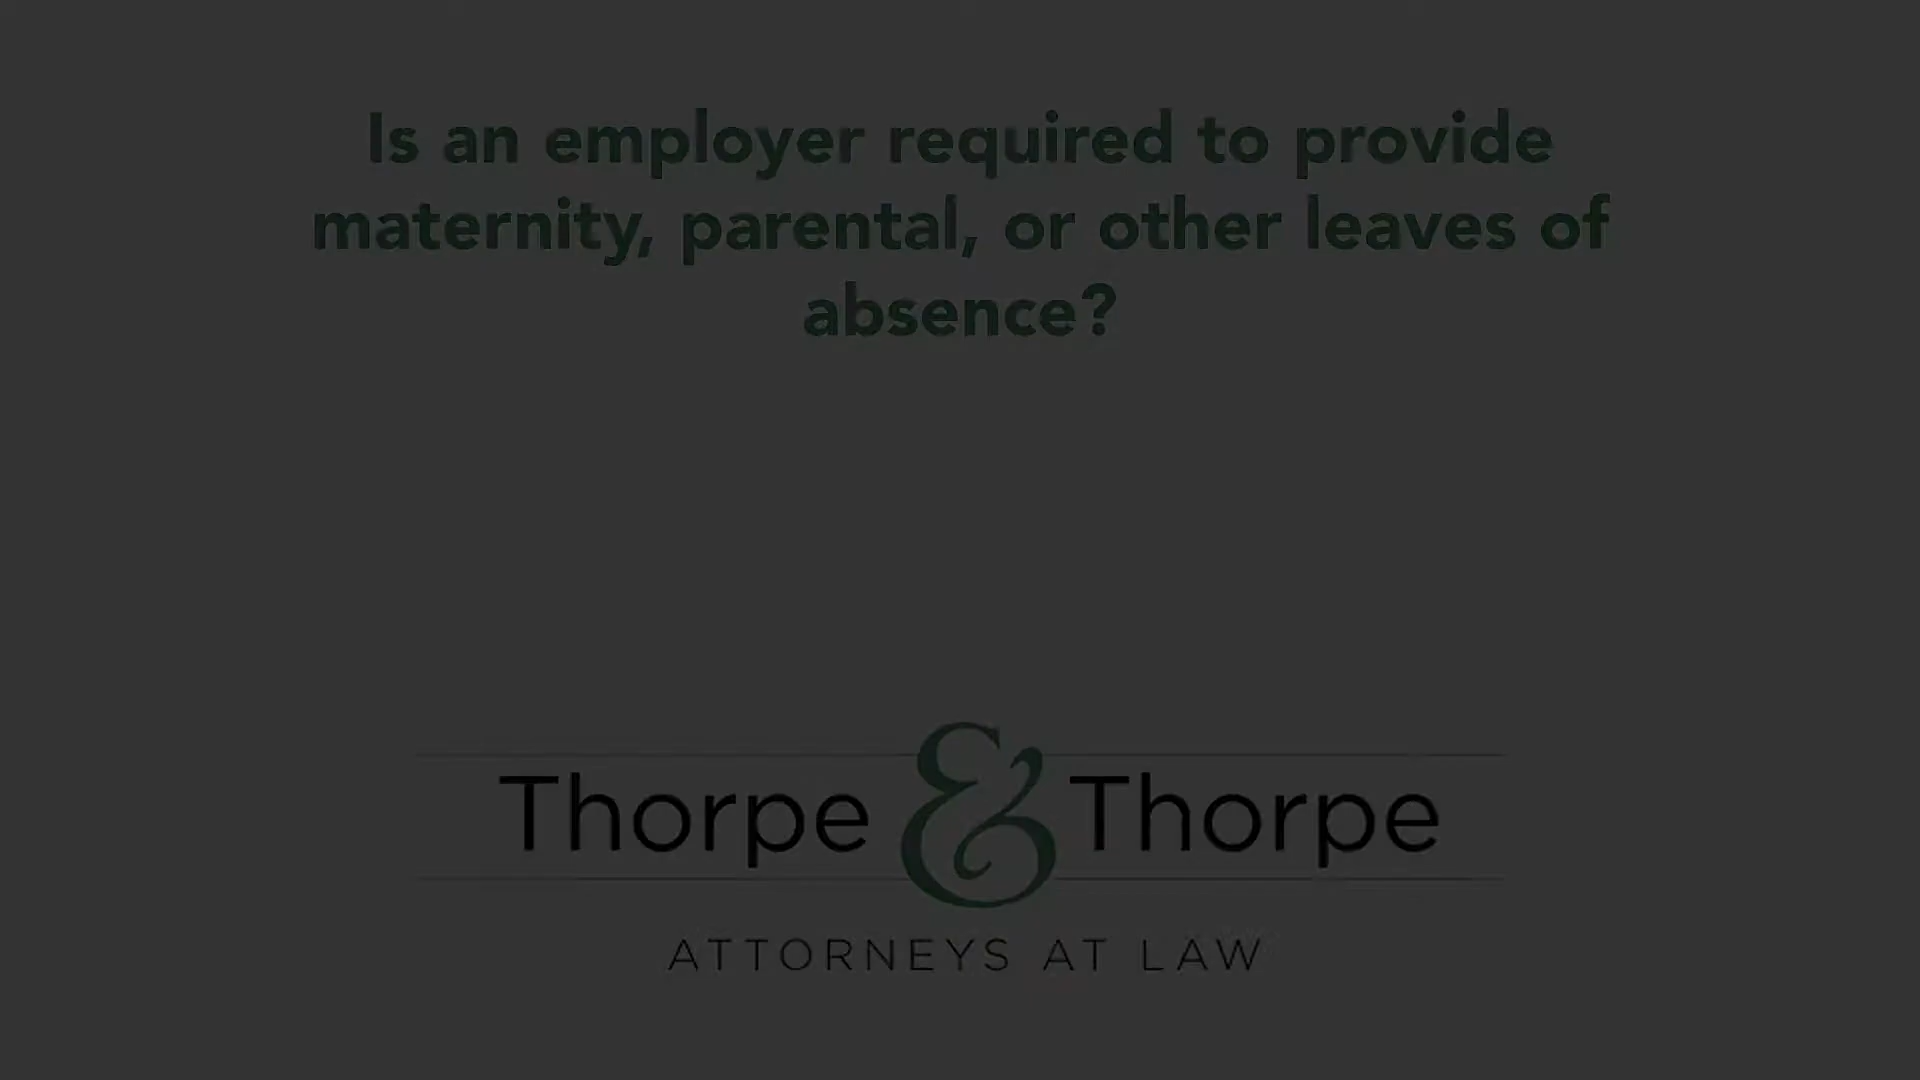 Is an employer required to provide
maternity, parental, or other leaves of
absence?
Thorpe & Thorpe
ATTORNEYS AT LAW